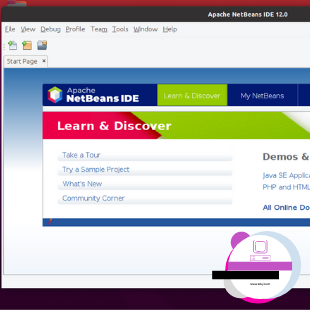 Apache NetBeans IDE 12.0
File View Debug Profile Team Tools Window Help
Start Page ×
Apache
NetBeans IDE
Learn & Discover
My NetBeans
Learn & Discover
Take a Tour
Try a Sample Project
What's New
Community Corner
Demos &
Java SE Applic
PHP and HTML
All Online Do